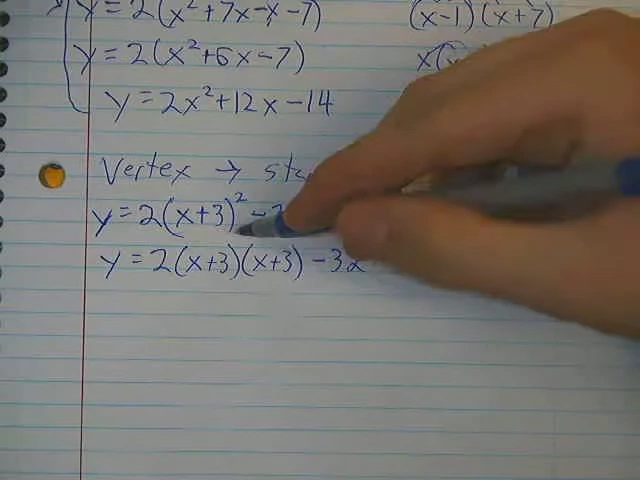 y = 2(x² + 7x - x - 7) (x-1)(x+7)
y = 2(x² + 6x - 7) x(x
y = 2x² + 12x - 14
Vertex →
y = 2(x+3)² -
y = 2(x+3)(x+3) - 32